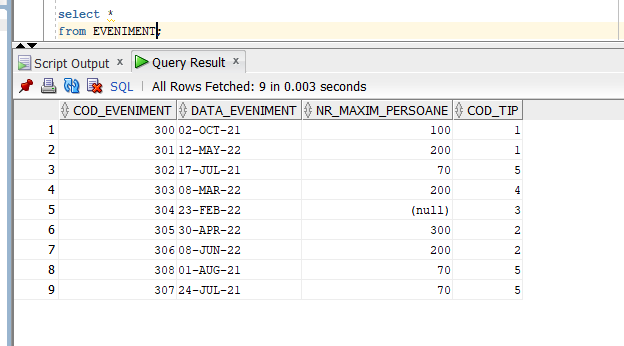 select *
from EVENIMENT;
Script Output x Query Result x
SQL | All Rows Fetched: 9 in 0.003 seconds
COD_EVENIMENT DATA_EVENIMENT NR_MAXIM_PERSOANE COD_TIP
1 300 02-OCT-21 100 1
2 301 12-MAY-22 200 1
3 302 17-JUL-21 70 5
4 303 08-MAR-22 200 4
5 304 23-FEB-22 (null) 3
6 305 30-APR-22 300 2
7 306 08-JUN-22 200 2
8 308 01-AUG-21 70 5
9 307 24-JUL-21 70 5